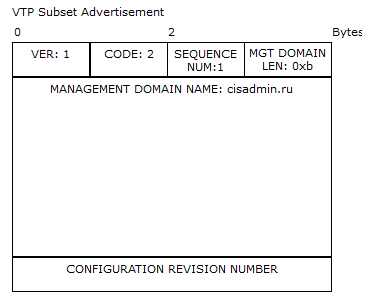 VTP Subset Advertisement
0 2 Bytes
VER: 1 CODE: 2 SEQUENCE NUM:1 MGT DOMAIN LEN: 0xb
MANAGEMENT DOMAIN NAME: cisadmin.ru
CONFIGURATION REVISION NUMBER